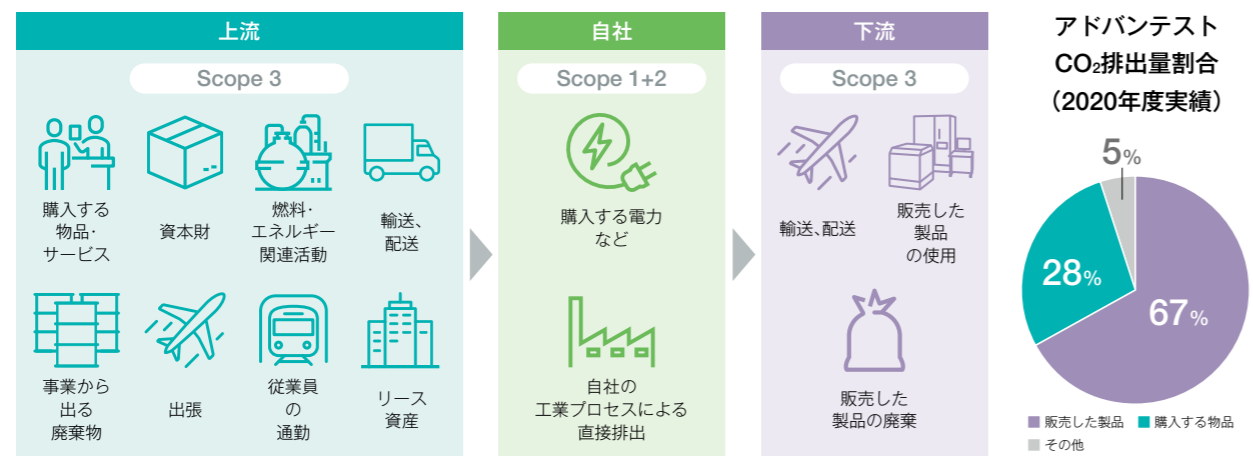 上流
Scope 3
購入する
物品・
サービス
資本財
燃料・
エネルギー
関連活動
輸送、
配送
事業から
出る
廃棄物
出張
従業員
の
通勤
リース
資産
自社
Scope 1+2
購入する電力
など
自社の
工業プロセスによる
直接排出
下流
Scope 3
輸送、配送
販売した
製品
の使用
販売した
製品の廃棄
アドバンテスト
CO₂排出量割合
（2020年度実績）
5%
28%
67%
販売した製品 購入する物品
その他